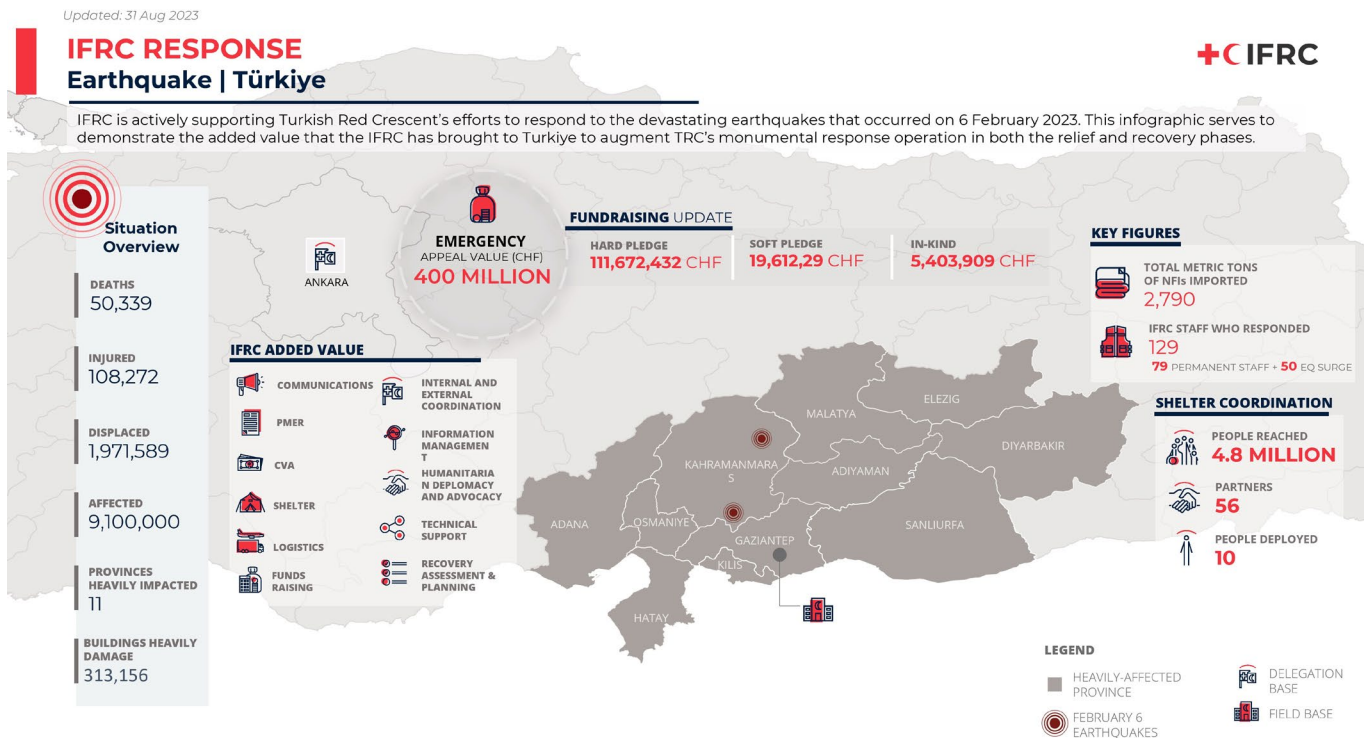 Updated: 31 Aug 2023
IFRC RESPONSE
Earthquake | Türkiye
IFRC
IFRC is actively supporting Turkish Red Crescent's efforts to respond to the devastating earthquakes that occurred on 6 February 2023. This infographic serves to
demonstrate the added value that the IFRC has brought to Turkiye to augment TRC's monumental response operation in both the relief and recovery phases.
Situation
Overview
DEATHS
50,339
INJURED
108,272
DISPLACED
1,971,589
AFFECTED
9,100,000
PROVINCES
HEAVILY IMPACTED
11
BUILDINGS HEAVILY
DAMAGE
313,156
ANKARA
EMERGENCY
APPEAL VALUE (CHF)
400 MILLION
FUNDRAISING UPDATE
HARD PLEDGE
111,672,432 CHF
SOFT PLEDGE
19,612,29 CHF
IN-KIND
5,403,909 CHF
KEY FIGURES
TOTAL METRIC TONS
OF NFIs IMPORTED
2,790
IFRC STAFF WHO RESPONDED
129
79 PERMANENT STAFF + 50 EQ SURGE
IFRC ADDED VALUE
COMMUNICATIONS
PMER
CVA
SHELTER
LOGISTICS
FUNDS
RAISING
INTERNAL AND
EXTERNAL
COORDINATION
INFORMATION
MANAGEMEN
T
HUMANITARIA
N DEPLOMACY
AND ADVOCACY
TECHNICAL
SUPPORT
RECOVERY
ASSESSMENT &
PLANNING
MALATYA
ELEZIG
DIYARBAKIR
KAHRAMANMARA
S
ADIYAMAN
ADANA
OSMANIYE
GAZIANTEP
SANLIURFA
KILIS
HATAY
SHELTER COORDINATION
PEOPLE REACHED
4.8 MILLION
PARTNERS
56
PEOPLE DEPLOYED
10
LEGEND
HEAVILY-AFFECTED
PROVINCE
FEBRUARY 6
EARTHQUAKES
DELEGATION
BASE
FIELD BASE